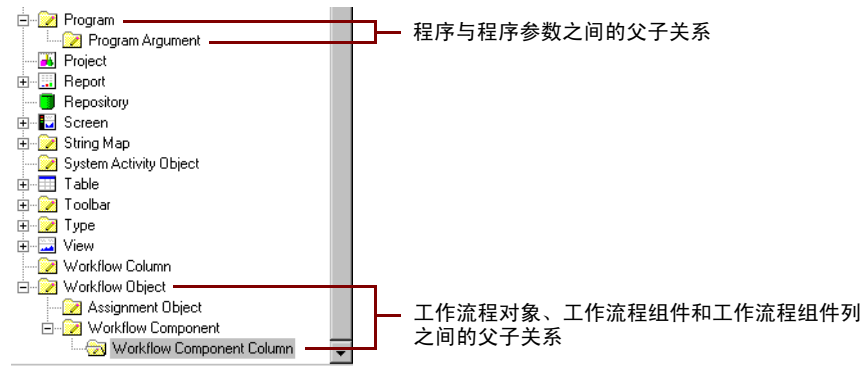 Program
Program Argument
Project
Report
Repository
Screen
String Map
System Activity Object
Table
Toolbar
Type
View
Workflow Column
Workflow Object
Assignment Object
Workflow Component
Workflow Component Column
程序与程序参数之间的父子关系
工作流程对象、工作流程组件和工作流程组件列
之间的父子关系